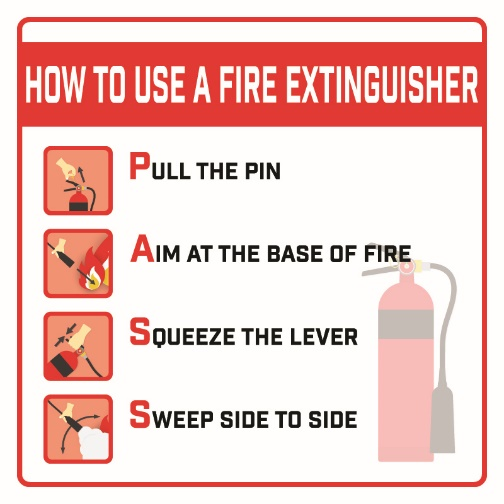 HOW TO USE A FIRE EXTINGUISHER
PULL THE PIN
AIM AT THE BASE OF FIRE
SQUEEZE THE LEVER
SWEEP SIDE TO SIDE